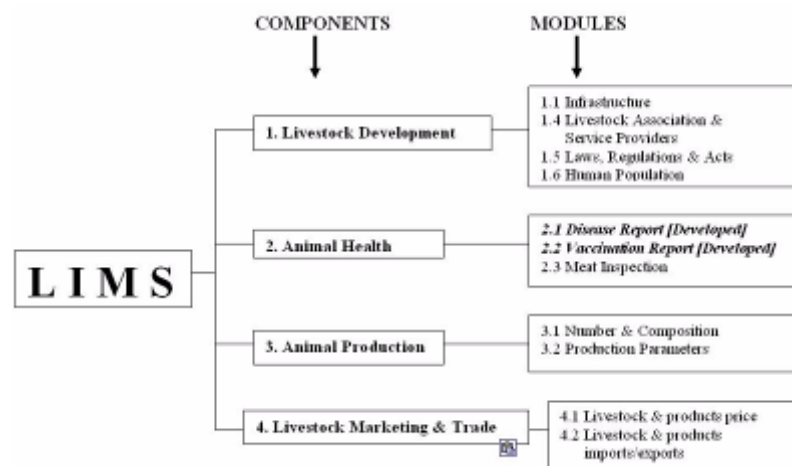 COMPONENTS
MODULES
L I M S
1. Livestock Development
1.1 Infrastructure
1.4 Livestock Association &
Service Providers
1.5 Laws, Regulations & Acts
1.6 Human Population
2. Animal Health
2.1 Disease Report [Developed]
2.2 Vaccination Report [Developed]
2.3 Meat Inspection
3. Animal Production
3.1 Number & Composition
3.2 Production Parameters
4. Livestock Marketing & Trade
4.1 Livestock & products price
4.2 Livestock & products
imports/exports